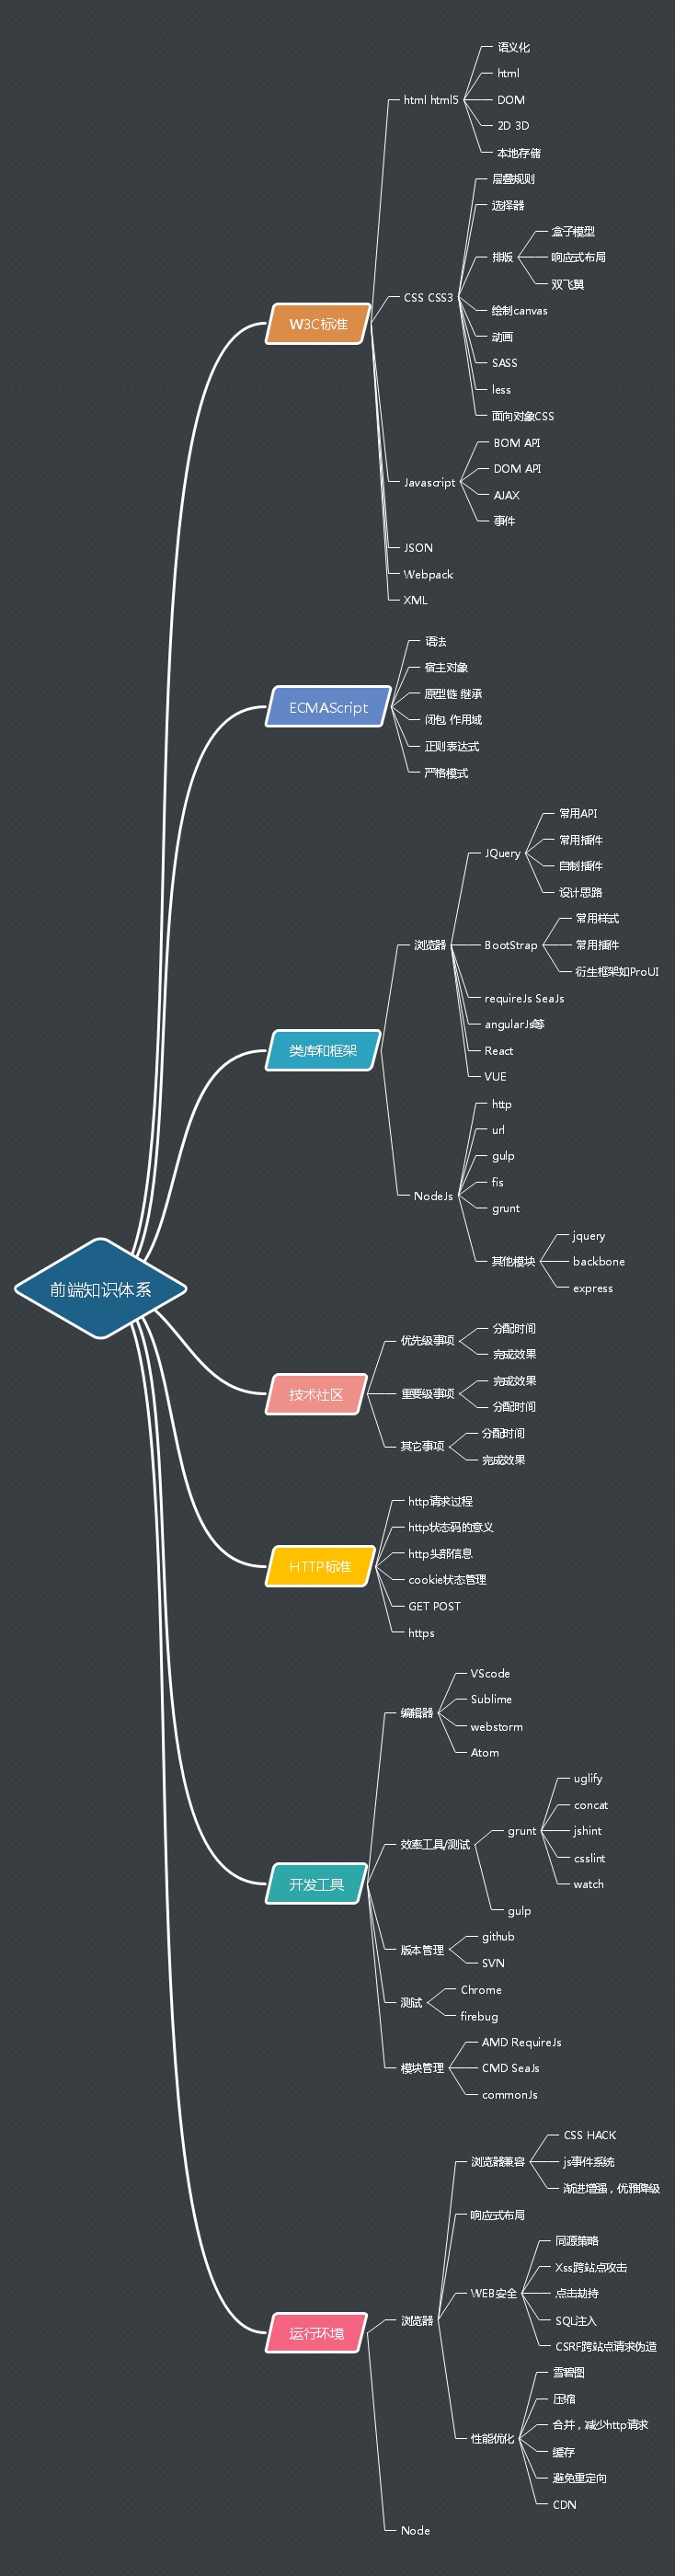 前端知识体系
W3C标准
html html5
语义化
html
DOM
2D 3D
本地存储
CSS CSS3
层叠规则
选择器
排版
盒子模型
响应式布局
双飞翼
绘制canvas
动画
SASS
less
面向对象CSS
Javascript
BOM API
DOM API
AJAX
事件
JSON
Webpack
XML
ECMAScript
语法
宿主对象
原型链 继承
闭包 作用域
正则表达式
严格模式
类库和框架
浏览器
JQuery
常用API
常用插件
自制插件
设计思路
BootStrap
常用样式
常用插件
衍生框架如ProUI
requireJs SeaJs
angularJs等
React
VUE
NodeJs
http
url
gulp
fis
grunt
其他模块
jquery
backbone
express
技术社区
优先级事项
分配时间
完成效果
重要级事项
完成效果
分配时间
其它事项
分配时间
完成效果
HTTP标准
http请求过程
http状态码的意义
http头部信息
cookie状态管理
GET POST
https
开发工具
编辑器
VScode
Sublime
webstorm
Atom
效率工具/测试
grunt
uglify
concat
jshint
csslint
watch
gulp
版本管理
github
SVN
测试
Chrome
firebug
模块管理
AMD RequireJs
CMD SeaJs
commonJs
运行环境
浏览器
浏览器兼容
CSS HACK
js事件系统
渐进增强，优雅降级
响应式布局
WEB安全
同源策略
Xss跨站点攻击
点击劫持
SQL注入
CSRF跨站点请求伪造
性能优化
雪碧图
压缩
合并，减少http请求
缓存
避免重定向
CDN
Node